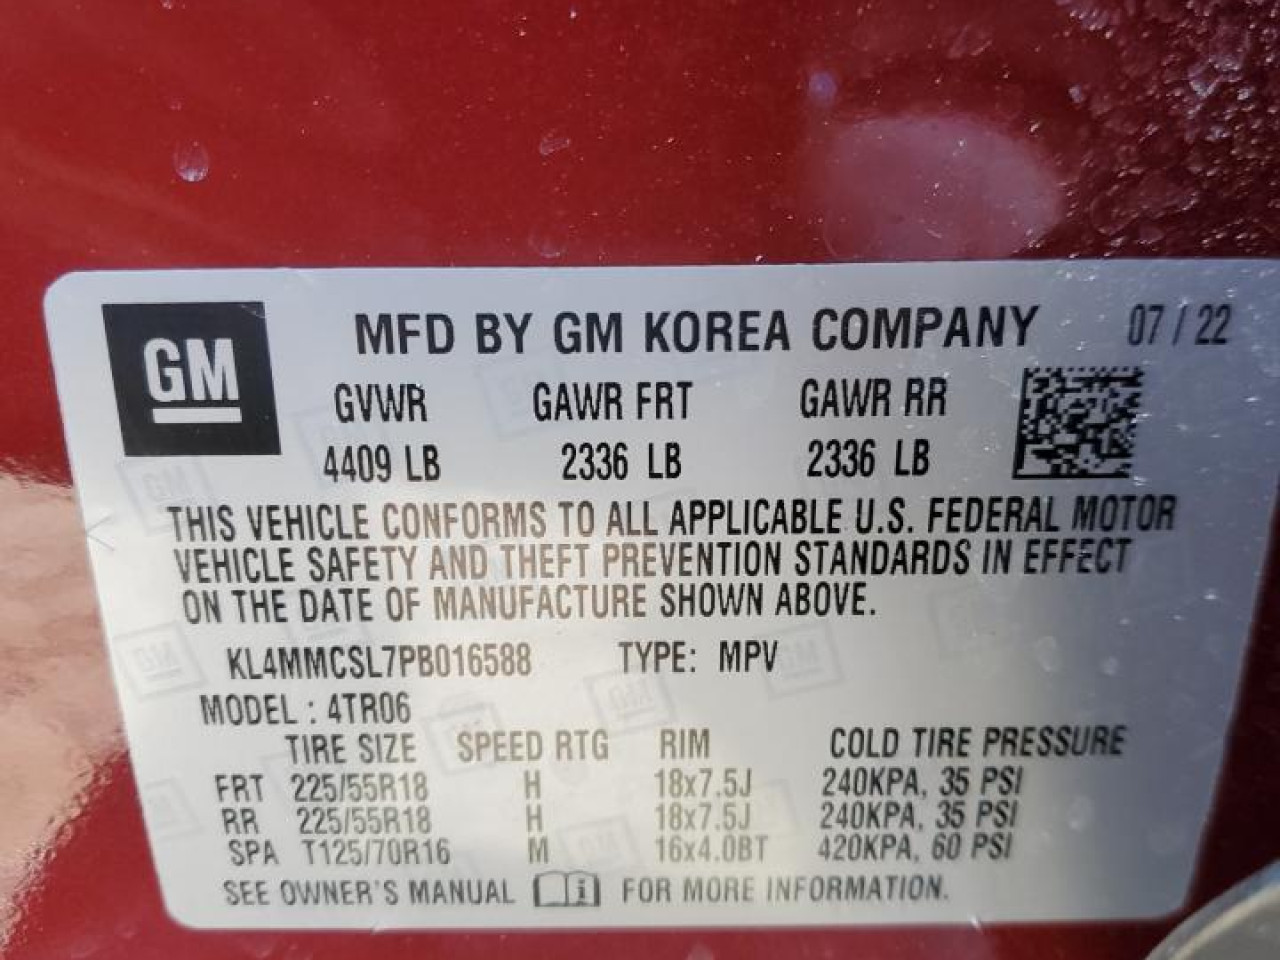 GM
MFD BY GM KOREA COMPANY 07 / 22
GVWR GAWR FRT GAWR RR
4409 LB 2336 LB 2336 LB
THIS VEHICLE CONFORMS TO ALL APPLICABLE U.S. FEDERAL MOTOR
VEHICLE SAFETY AND THEFT PREVENTION STANDARDS IN EFFECT
ON THE DATE OF MANUFACTURE SHOWN ABOVE.
KL4MMCSL7PB016588 TYPE: MPV
MODEL : 4TR06
TIRE SIZE SPEED RTG RIM COLD TIRE PRESSURE
FRT 225/55R18 H 18x7.5J 240KPA, 35 PSI
RR 225/55R18 H 18x7.5J 240KPA, 35 PSI
SPA T125/70R16 M 16x4.0BT 420KPA, 60 PSI
SEE OWNER'S MANUAL i FOR MORE INFORMATION.